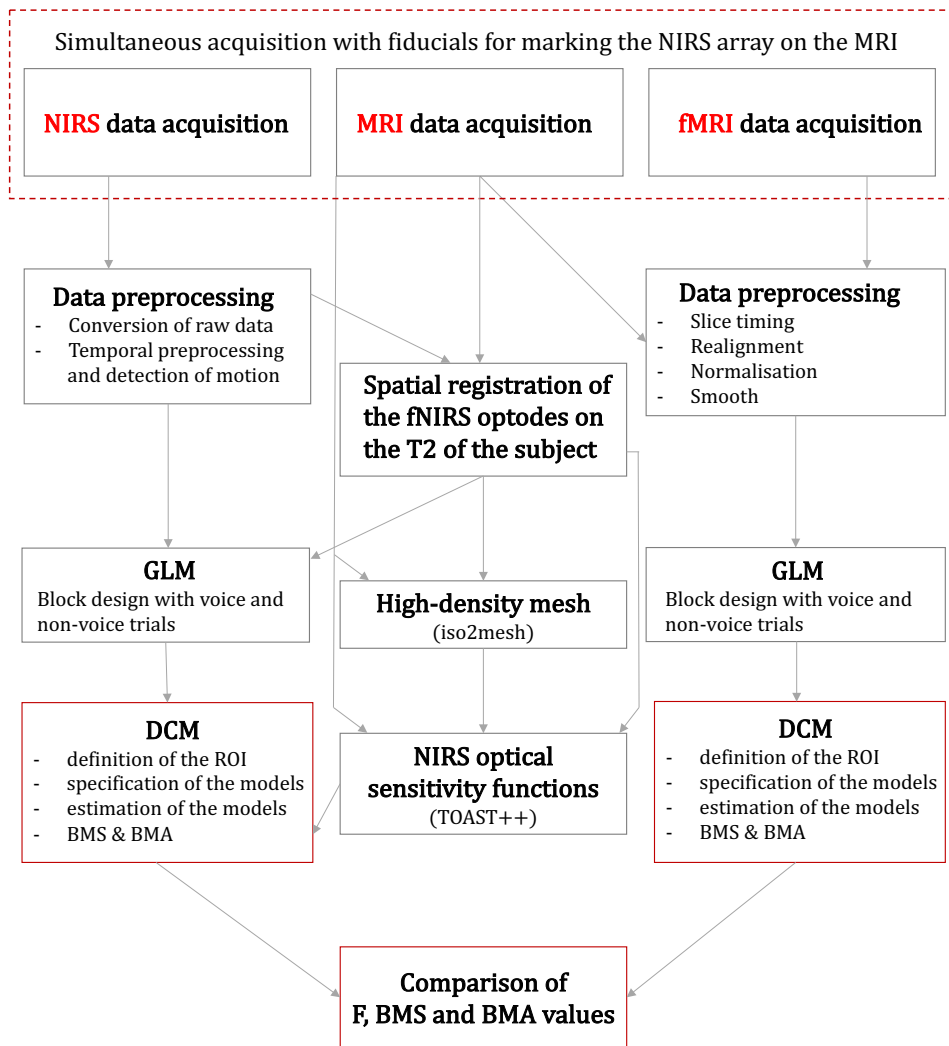 Simultaneous acquisition with fiducials for marking the NIRS array on the MRI
NIRS data acquisition
MRI data acquisition
fMRI data acquisition
Data preprocessing
- Conversion of raw data
- Temporal preprocessing
and detection of motion
Spatial registration of
the fNIRS optodes on
the T2 of the subject
Data preprocessing
- Slice timing
- Realignment
- Normalisation
- Smooth
GLM
Block design with voice and
non-voice trials
High-density mesh
(iso2mesh)
GLM
Block design with voice and
non-voice trials
DCM
- definition of the ROI
- specification of the models
- estimation of the models
- BMS & BMA
NIRS optical
sensitivity functions
(TOAST++)
DCM
- definition of the ROI
- specification of the models
- estimation of the models
- BMS & BMA
Comparison of
F, BMS and BMA values